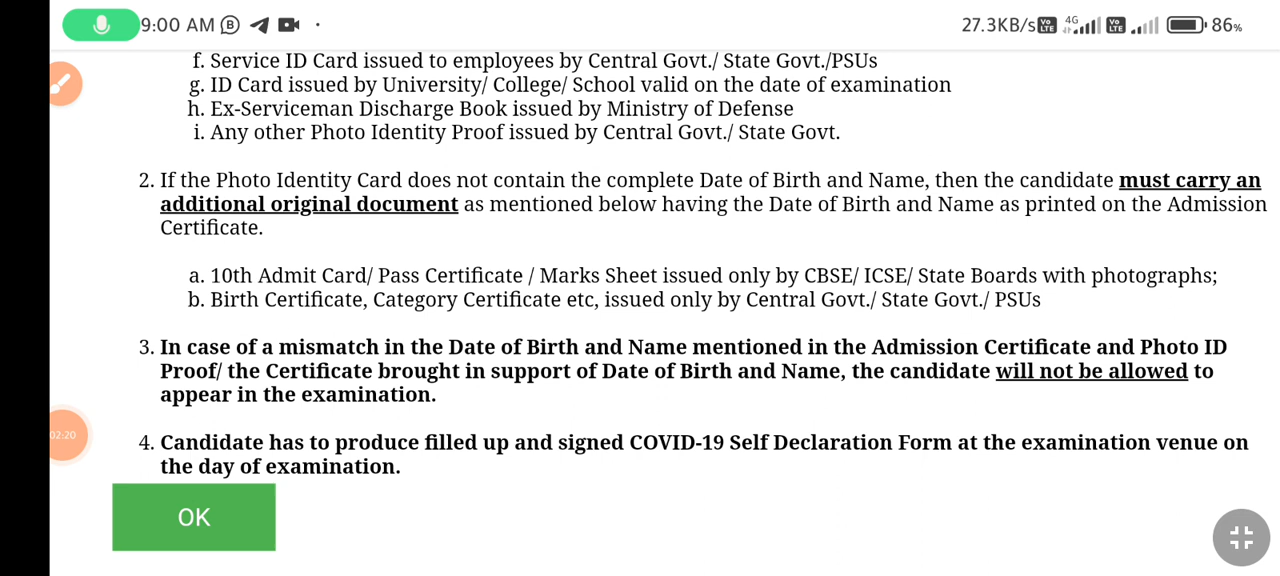 9:00 AM
27.3KB/s Vo LTE 4G Vo LTE 86%
f. Service ID Card issued to employees by Central Govt./ State Govt./PSUs
g. ID Card issued by University/ College/ School valid on the date of examination
h. Ex-Serviceman Discharge Book issued by Ministry of Defense
i. Any other Photo Identity Proof issued by Central Govt./ State Govt.
2. If the Photo Identity Card does not contain the complete Date of Birth and Name, then the candidate must carry an
additional original document as mentioned below having the Date of Birth and Name as printed on the Admission
Certificate.
a. 10th Admit Card/ Pass Certificate / Marks Sheet issued only by CBSE/ ICSE/ State Boards with photographs;
b. Birth Certificate, Category Certificate etc, issued only by Central Govt./ State Govt./ PSUs
3. In case of a mismatch in the Date of Birth and Name mentioned in the Admission Certificate and Photo ID
Proof/ the Certificate brought in support of Date of Birth and Name, the candidate will not be allowed to
appear in the examination.
02:20
4. Candidate has to produce filled up and signed COVID-19 Self Declaration Form at the examination venue on
the day of examination.
OK